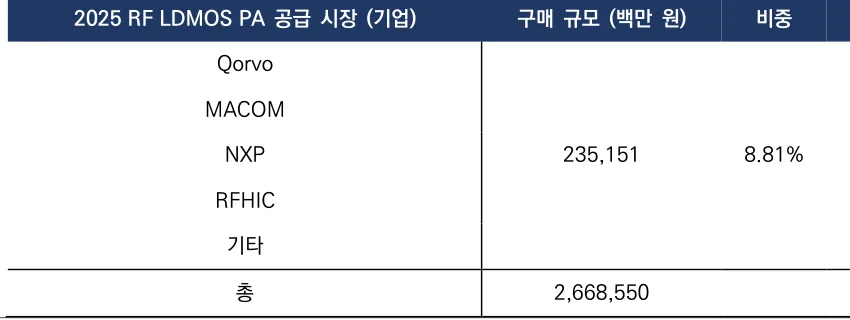 2025 RF LDMOS PA 공급 시장 (기업) 구매 규모 (백만 원) 비중
Qorvo
MACOM
NXP 235,151 8.81%
RFHIC
기타
총 2,668,550